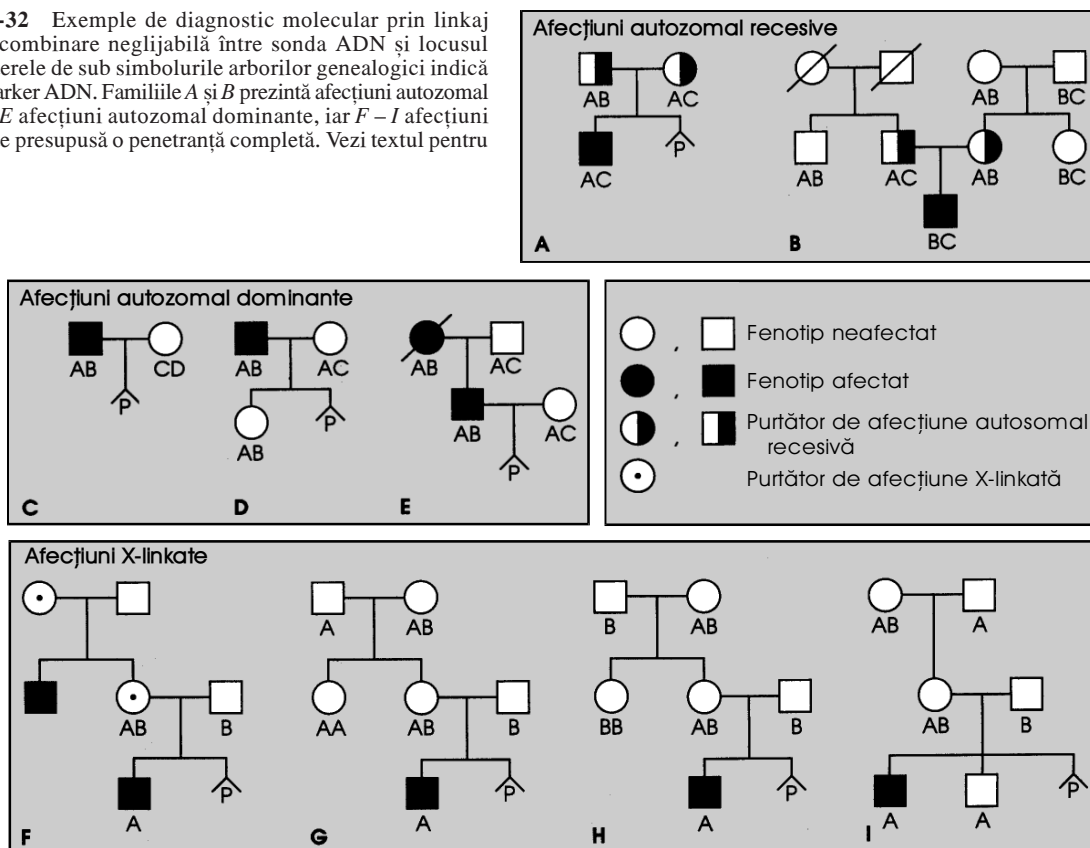 -32 Exemple de diagnostic molecular prin linkaj
combinare neglijabilă între sonda ADN și locusul
erele de sub simbolurile arborilor genealogici indică
arker ADN. Familiile A și B prezintă afecțiuni autozomal
E afecțiuni autozomal dominante, iar F – I afecțiuni
e presupusă o penetranță completă. Vezi textul pentru
Afecțiuni autozomal recesive
AB AC AB BC
P
AC AB AC AB BC
BC
A B
Afecțiuni autozomal dominante
AB CD AB AC AB AC
P P
AB AB AC
P
C D E
Fenotip neafectat
Fenotip afectat
Purtător de afecțiune autosomal
recesivă
Purtător de afecțiune X-linkată
Afecțiuni X-linkate
A AB B AB AB A
AB B AA AB B BB AB B AB B
P P P P
A A A A A
F G H I